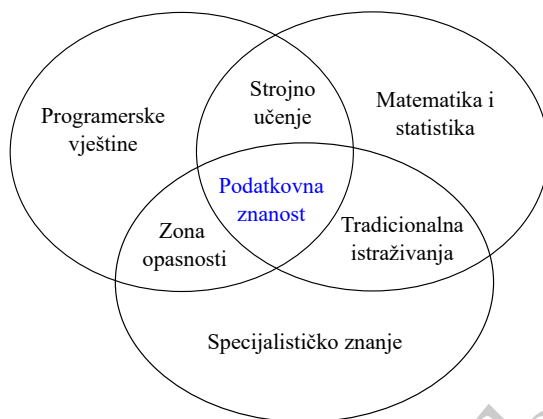 Programerske
vještine
Strojno
učenje
Matematika i
statistika
Podatkovna
znanost
Zona
opasnosti
Tradicionalna
istraživanja
Specijalističko znanje